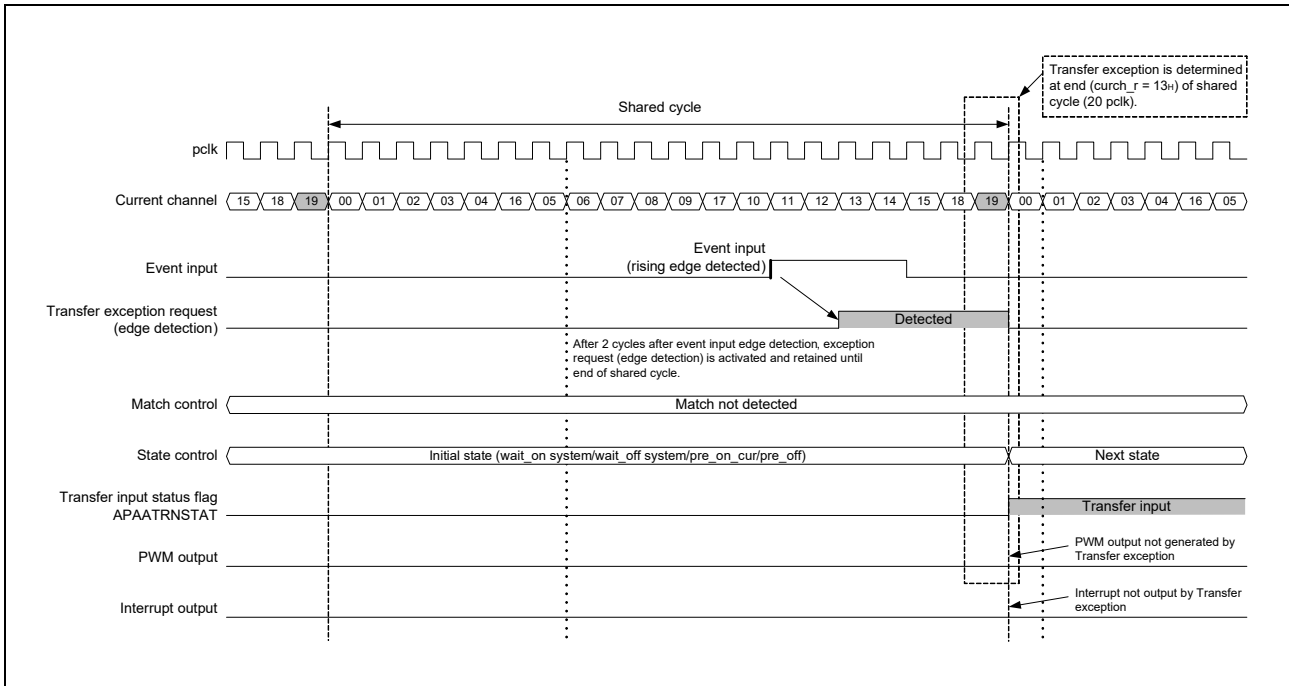 Transfer exception is determined
at end (curch_r = 13H) of shared
cycle (20 pclk).
Shared cycle
pclk
Current channel 15 18 19 00 01 02 03 04 16 05 06 07 08 09 17 10 11 12 13 14 15 18 19 00 01 02 03 04 16 05
Event input
(rising edge detected)
Event input
Transfer exception request
(edge detection)
Detected
After 2 cycles after event input edge detection, exception
request (edge detection) is activated and retained until
end of shared cycle.
Match control Match not detected
State control Initial state (wait_on system/wait_off system/pre_on_cur/pre_off) Next state
Transfer input status flag
APAATRNSTAT
Transfer input
PWM output
PWM output not generated by
Transfer exception
Interrupt output
Interrupt not output by Transfer
exception